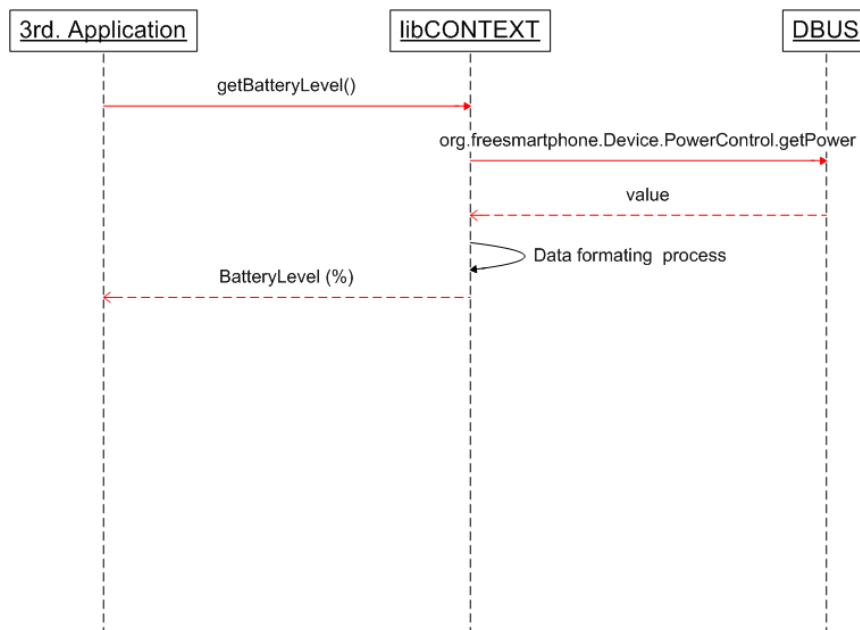 3rd. Application
libCONTEXT
DBUS
getBatteryLevel()
org.freesmartphone.Device.PowerControl.getPower
value
Data formating process
BatteryLevel (%)